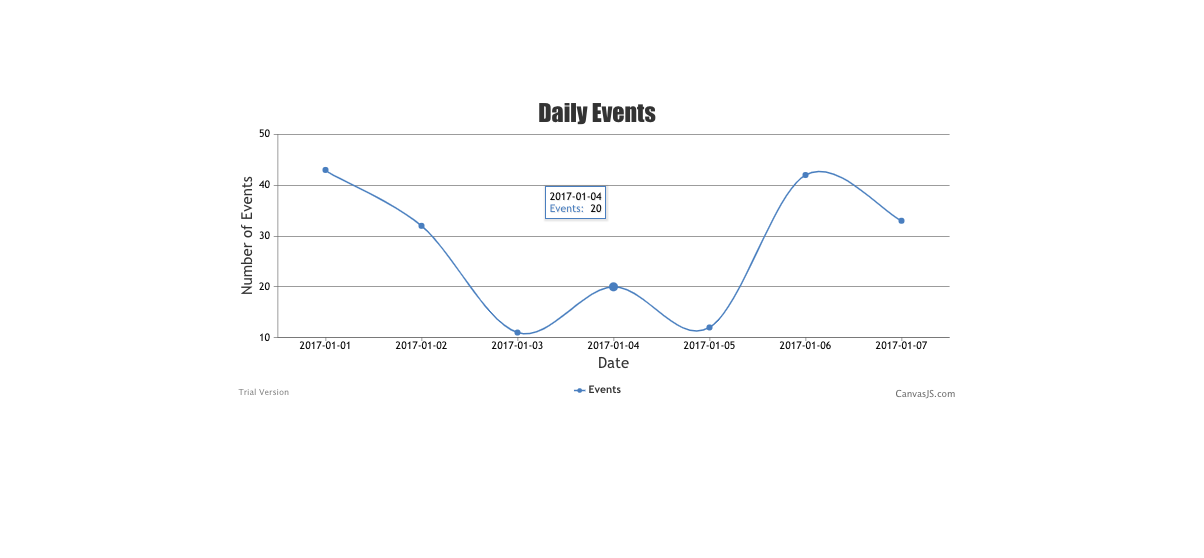 Daily Events
50
40
30
20
10
Number of Events
2017-01-04
Events: 20
2017-01-01 2017-01-02 2017-01-03 2017-01-04 2017-01-05 2017-01-06 2017-01-07
Date
Events
Trial Version
CanvasJS.com